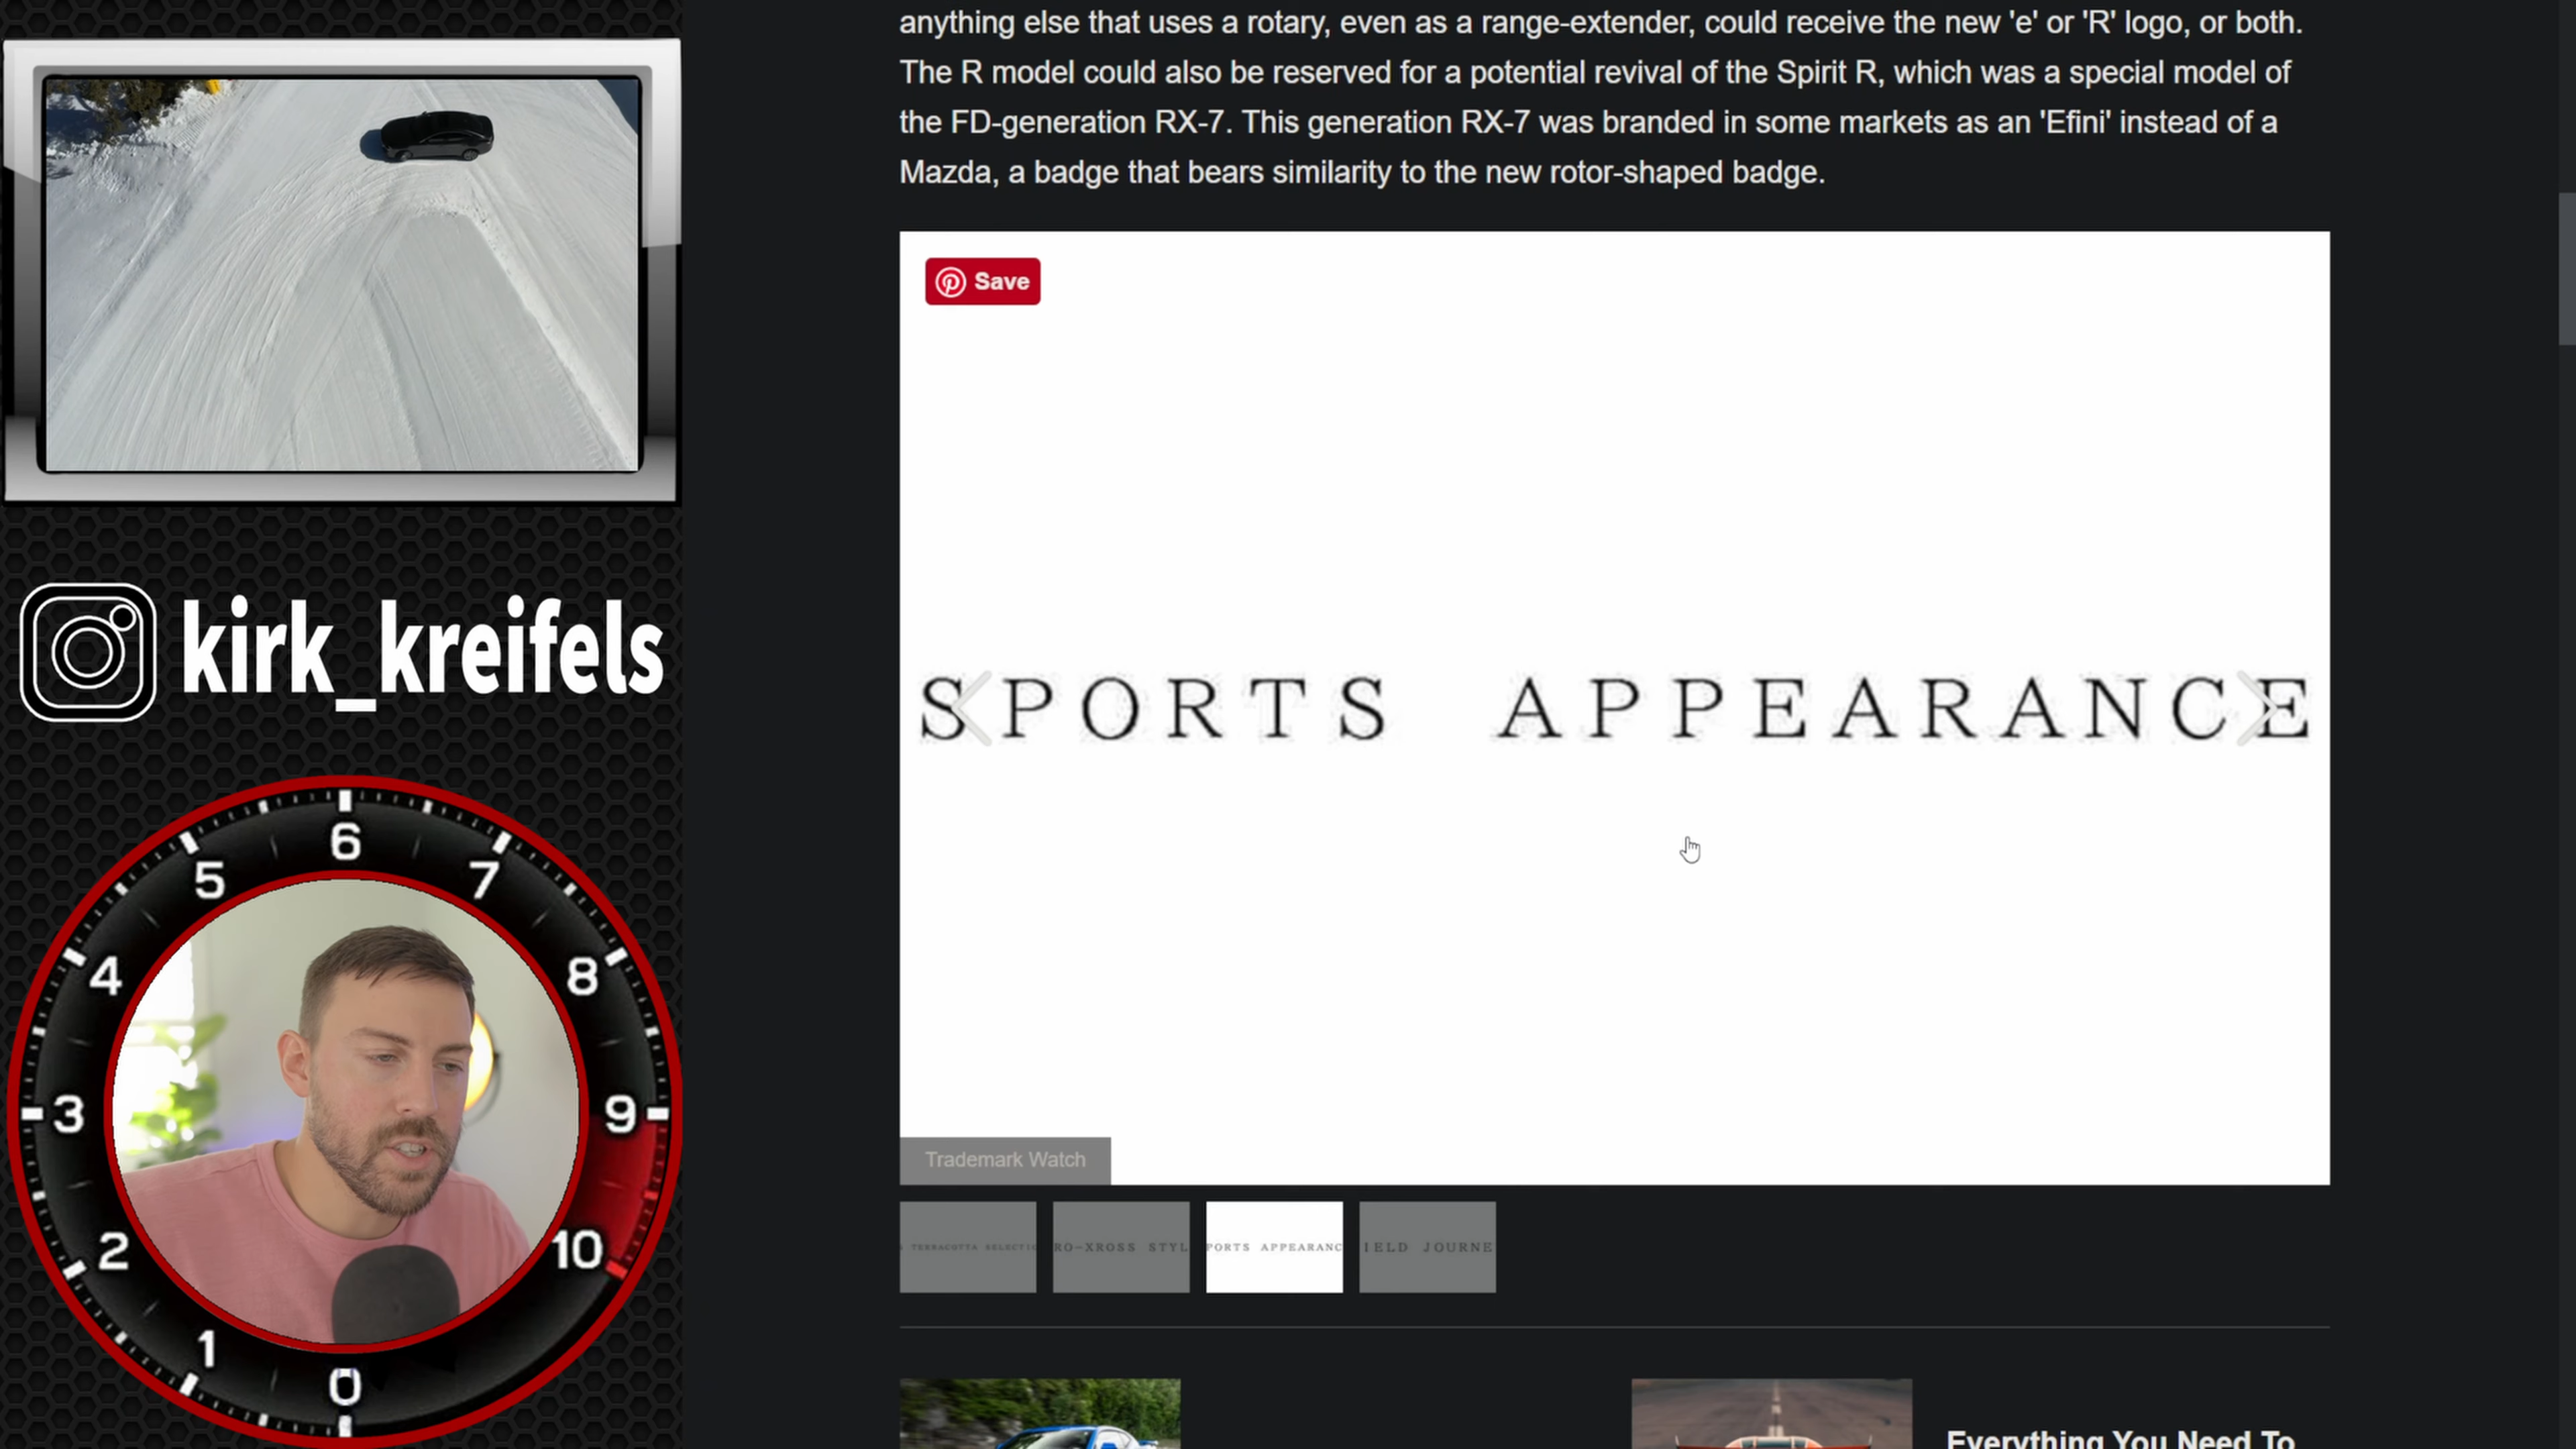 anything else that uses a rotary, even as a range-extender, could receive the new 'e' or 'R' logo, or both.
The R model could also be reserved for a potential revival of the Spirit R, which was a special model of
the FD-generation RX-7. This generation RX-7 was branded in some markets as an 'Efini' instead of a
Mazda, a badge that bears similarity to the new rotor-shaped badge.
Save
SPORTS APPEARANCE
Trademark Watch
TERRACOTTA SELECTIO
RO-XROSS STYL
PORTS APPEARANC
IELD JOURNE
Everything You Need To
kirk_kreifels
0
1
2
3
4
5
6
7
8
9
10